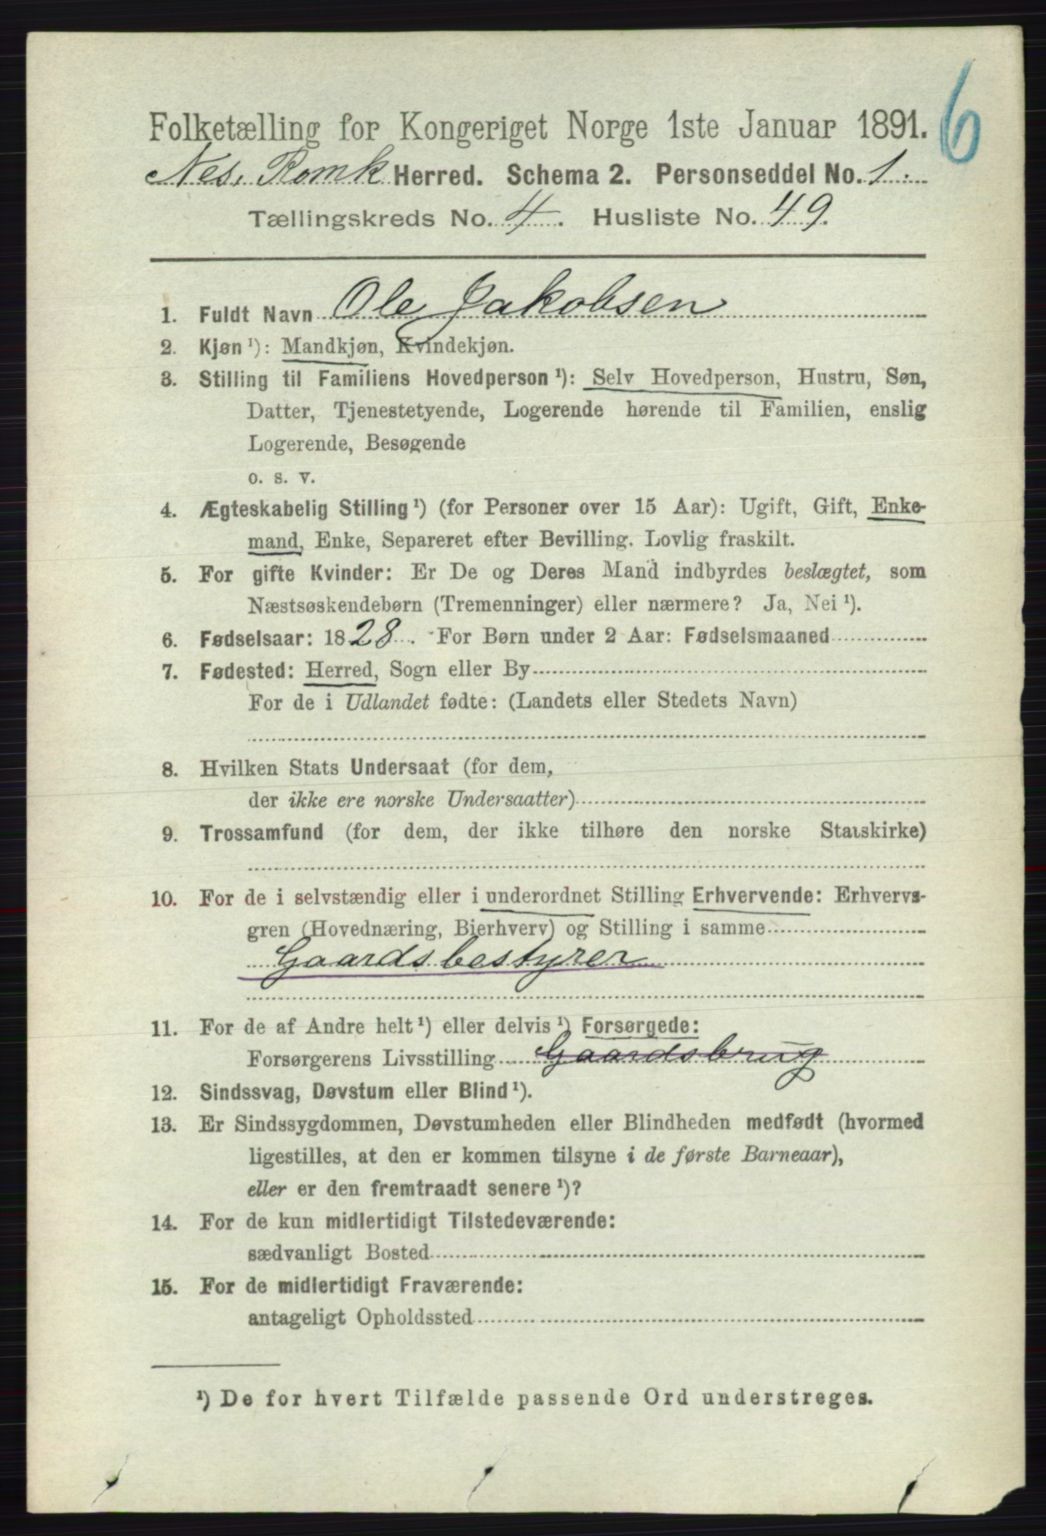 6
Folketælling for Kongeriget Norge 1ste Januar 1891.
Nes, Romk Herred. Schema 2. Personseddel No. 1.
Tællingskreds No. 4. Husliste No. 49.
1. Fuldt Navn Ole Jakobsen
2. Kjøn ¹): Mandkjøn, Kvindekjøn.
3. Stilling til Familiens Hovedperson ¹): Selv Hovedperson, Hustru, Søn,
Datter, Tjenestetyende, Logerende hørende til Familien, enslig
Logerende, Besøgende
o. s. v.
4. Ægteskabelig Stilling ¹) (for Personer over 15 Aar): Ugift, Gift, Enke-
mand, Enke, Separeret efter Bevilling. Lovlig fraskilt.
5. For gifte Kvinder: Er De og Deres Mand indbyrdes beslægtet, som
Næstsøskendebørn (Tremenninger) eller nærmere? Ja, Nei ¹).
6. Fødselsaar: 1828. For Børn under 2 Aar: Fødselsmaaned
7. Fødested: Herred, Sogn eller By
For de i Udlandet fødte: (Landets eller Stedets Navn)
8. Hvilken Stats Undersaat (for dem,
der ikke ere norske Undersaatter)
9. Trossamfund (for dem, der ikke tilhøre den norske Statskirke)
10. For de i selvstændig eller i underordnet Stilling Erhvervende: Erhvervs-
gren (Hovednæring, Bierhverv) og Stilling i samme
Gaardsbestyrer
11. For de af Andre helt ¹) eller delvis ¹) Forsørgede:
Forsørgerens Livsstilling Gaardsbrug
12. Sindssvag, Døvstum eller Blind ¹).
13. Er Sindssygdommen, Døvstumheden eller Blindheden medfødt (hvormed
ligestilles, at den er kommen tilsyne i de første Barneaar),
eller er den fremtraadt senere ¹)?
14. For de kun midlertidigt Tilstedeværende:
sædvanligt Bosted
15. For de midlertidigt Fraværende:
antageligt Opholdssted
¹) De for hvert Tilfælde passende Ord understreges.